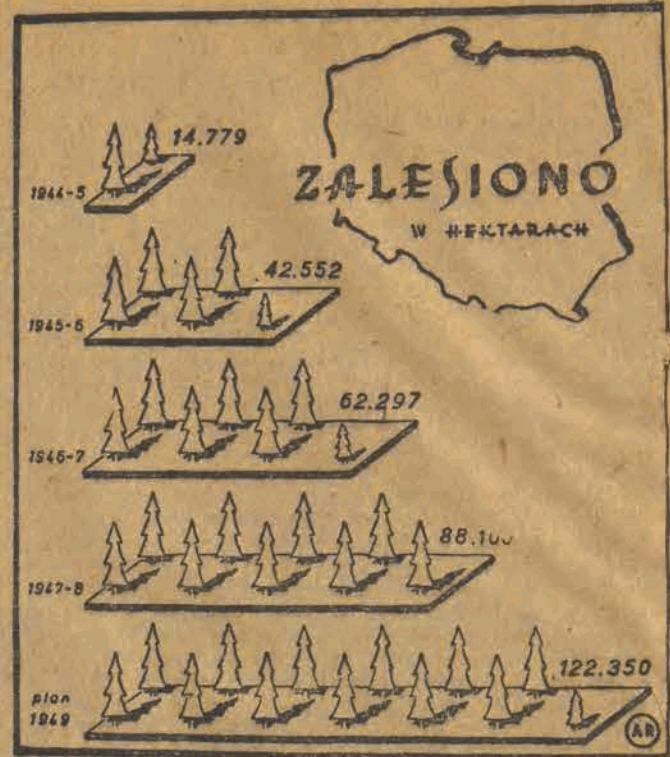 ZALESIONO
W HEKTARACH
1944-5 14.779
1945-6 42.552
1946-7 62.297
1947-8
plan
1949 122.350
AR